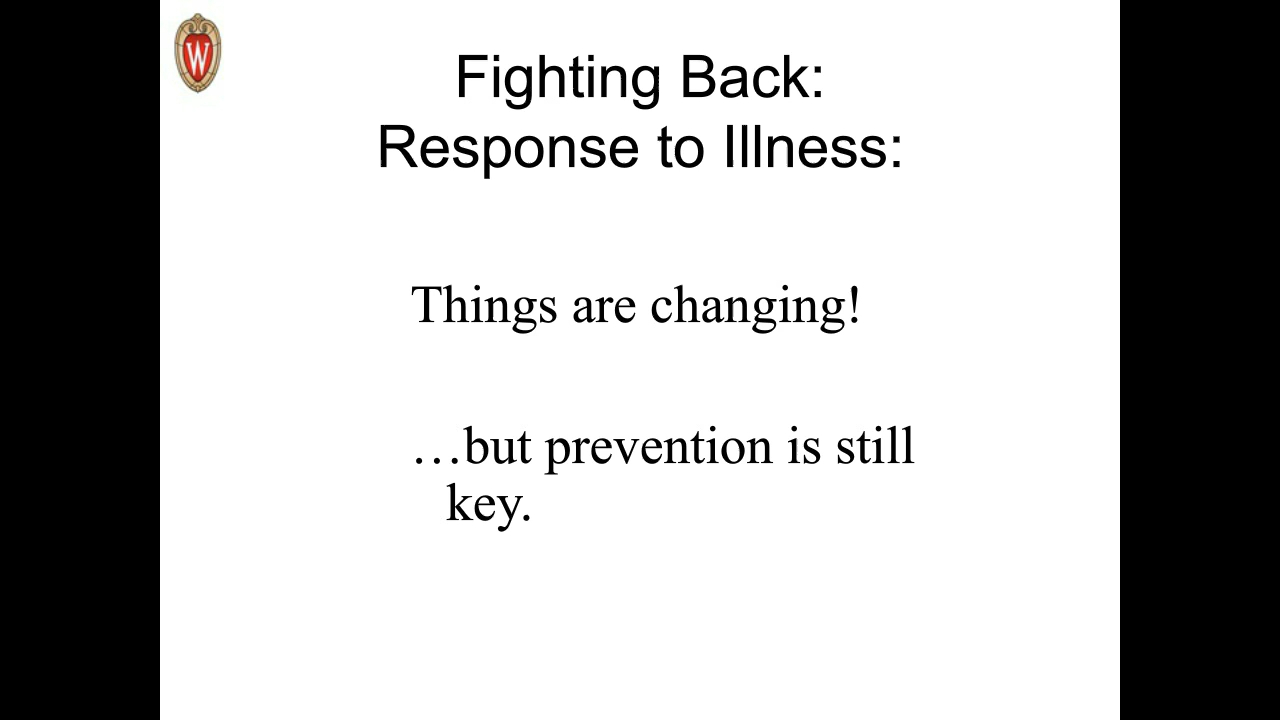 W
Fighting Back:
Response to Illness:
Things are changing!
…but prevention is still
key.